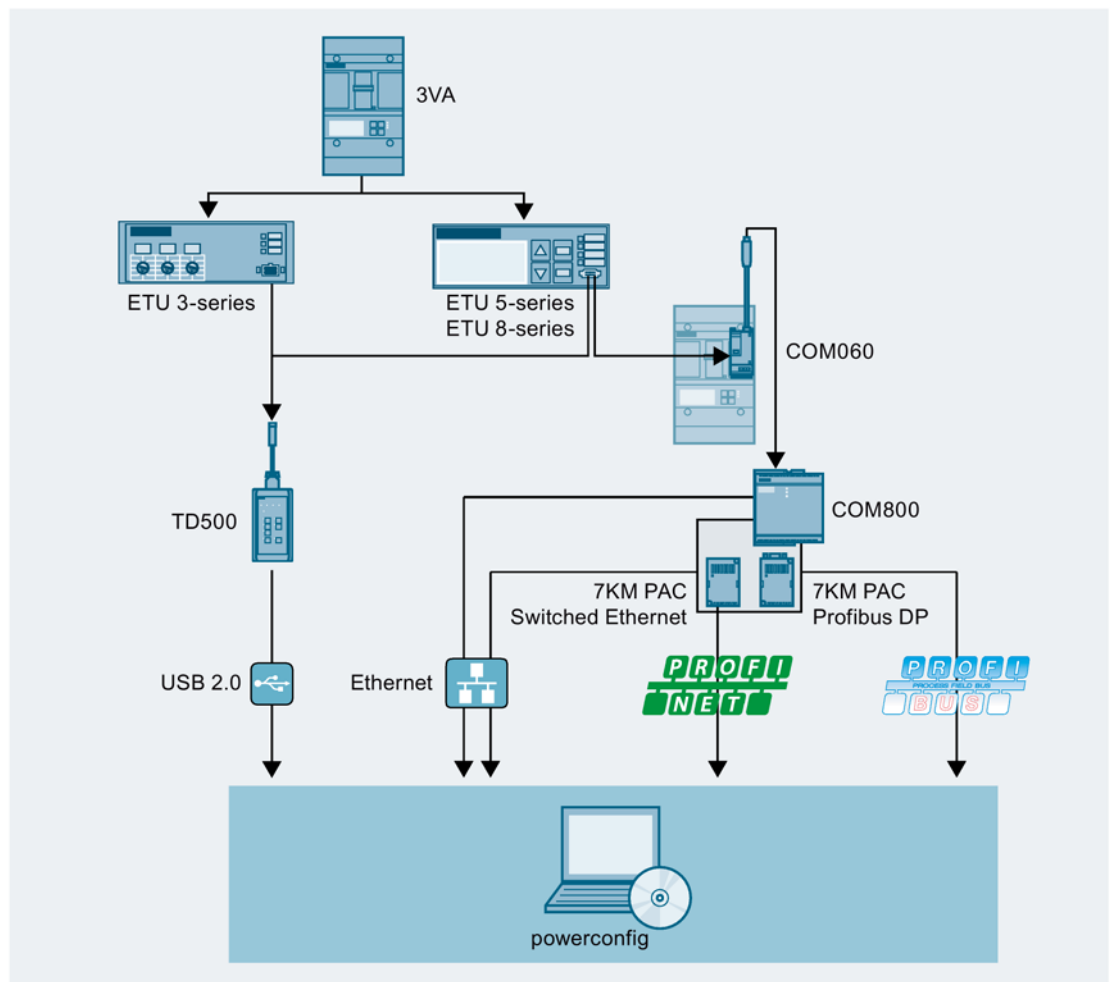 3VA
ETU 3-series
ETU 5-series
ETU 8-series
COM060
TD500
COM800
7KM PAC
Switched Ethernet
7KM PAC
Profibus DP
USB 2.0
Ethernet
PROFI
NET
PROFI
PROCESS FIELD BUS
BUS
powerconfig